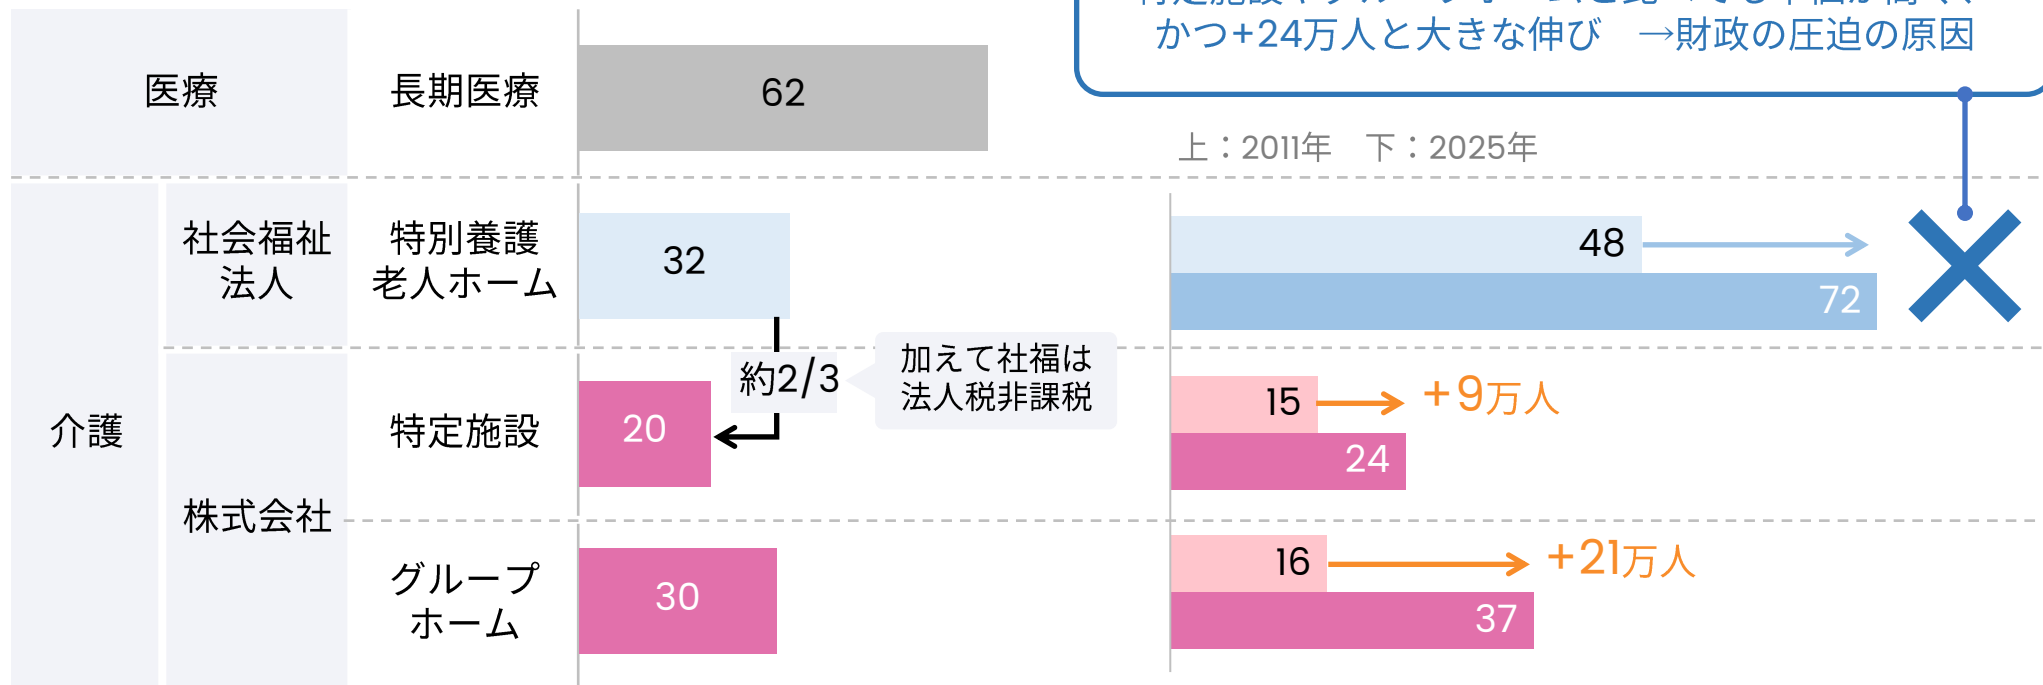 かつ+24万人と大きな伸び　→財政の圧迫の原因
医療
長期医療
62
上：2011年　下：2025年
社会福祉
法人
特別養護
老人ホーム
32
48
72
約2/3
加えて社福は
法人税非課税
介護
株式会社
特定施設
20
15
+9万人
24
グループ
ホーム
30
16
+21万人
37